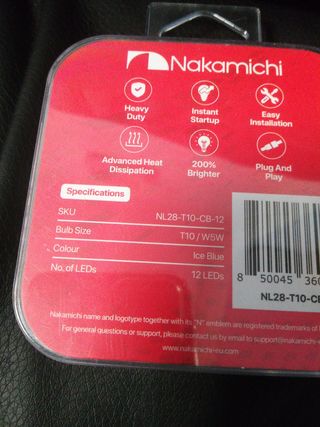 Nakamichi
Heavy Duty
Instant Startup
Easy Installation
Advanced Heat Dissipation
200% Brighter
Plug And Play
Specifications
SKU NL28-T10-CB-12
Bulb Size T10 / W5W
Colour Ice Blue
No. of LEDs 12 LEDs
8 50045 360
NL28-T10-CB
Nakamichi name and logotype together with its "N" emblem are registered trademarks of
For general questions or support, please contact us by email to support@nakamichi-
www.nakamichi-eu.com